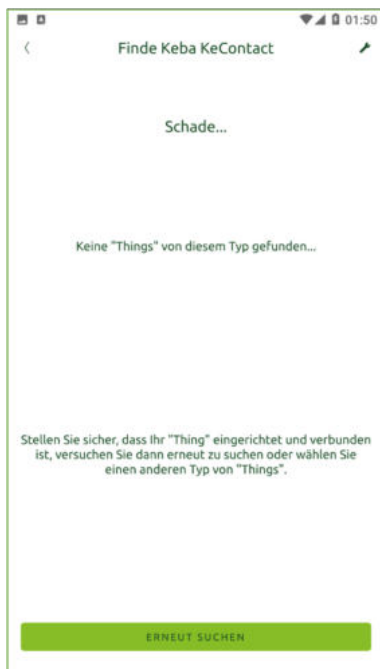 01:50
Finde Keba KeContact
Schade...
Keine "Things" von diesem Typ gefunden...
Stellen Sie sicher, dass Ihr "Thing" eingerichtet und verbunden
ist, versuchen Sie dann erneut zu suchen oder wählen Sie
einen anderen Typ von "Things".
ERNEUT SUCHEN